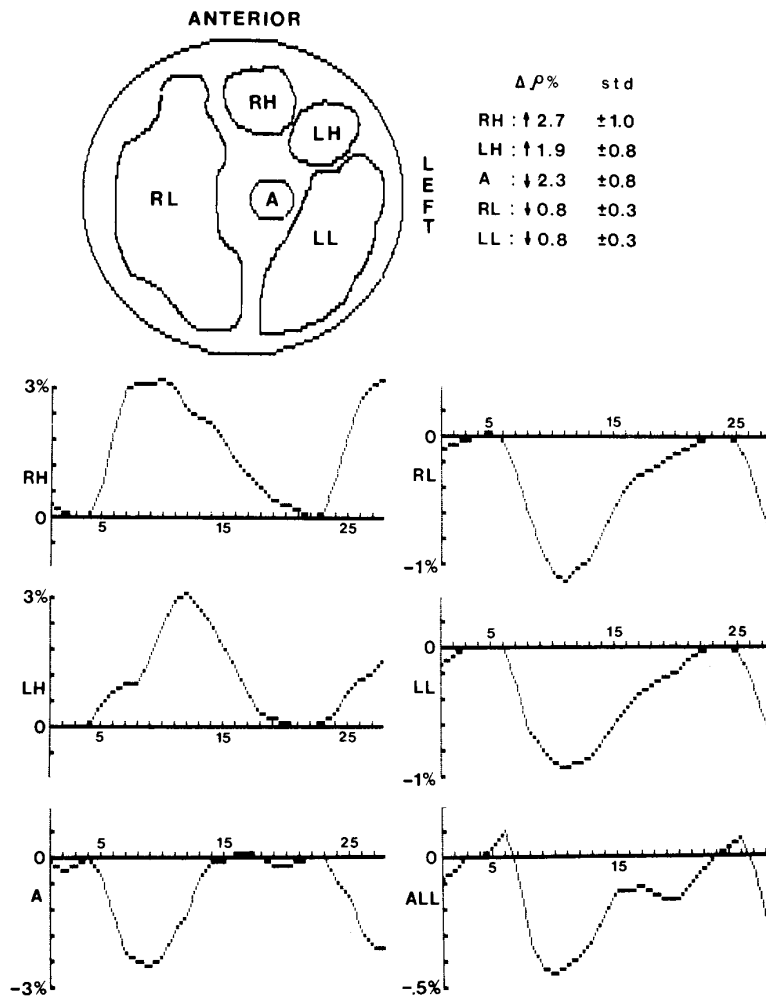 ANTERIOR
Δρ% std
RH : ↑ 2.7 ±1.0
LH : ↑ 1.9 ±0.8
A : ↓ 2.3 ±0.8
RL : ↓ 0.8 ±0.3
LL : ↓ 0.8 ±0.3
RH
LH
RL
A
LL
LEFT
3%
RH
0
5 15 25
5 15 25
0
RL
-1%
3%
LH
0
5 15 25
5 15 25
0
LL
-1%
5 15 25
0
A
-3%
0
5 15 25
ALL
-.5%